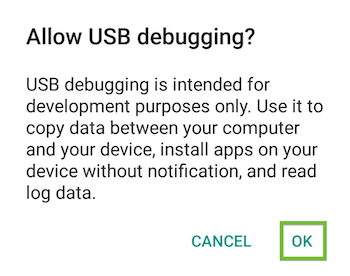 Allow USB debugging?
USB debugging is intended for
development purposes only. Use it to
copy data between your computer
and your device, install apps on your
device without notification, and read
log data.
CANCEL OK